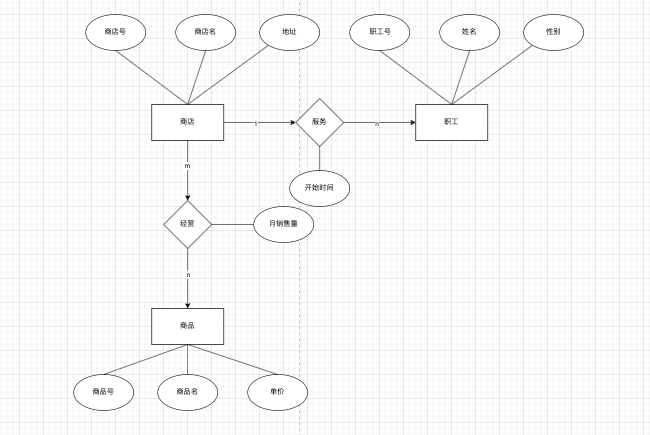 商店号
商店名
地址
职工号
姓名
性别
商店
1
服务
n
职工
m
开始时间
经营
月销售量
n
商品
商品号
商品名
单价